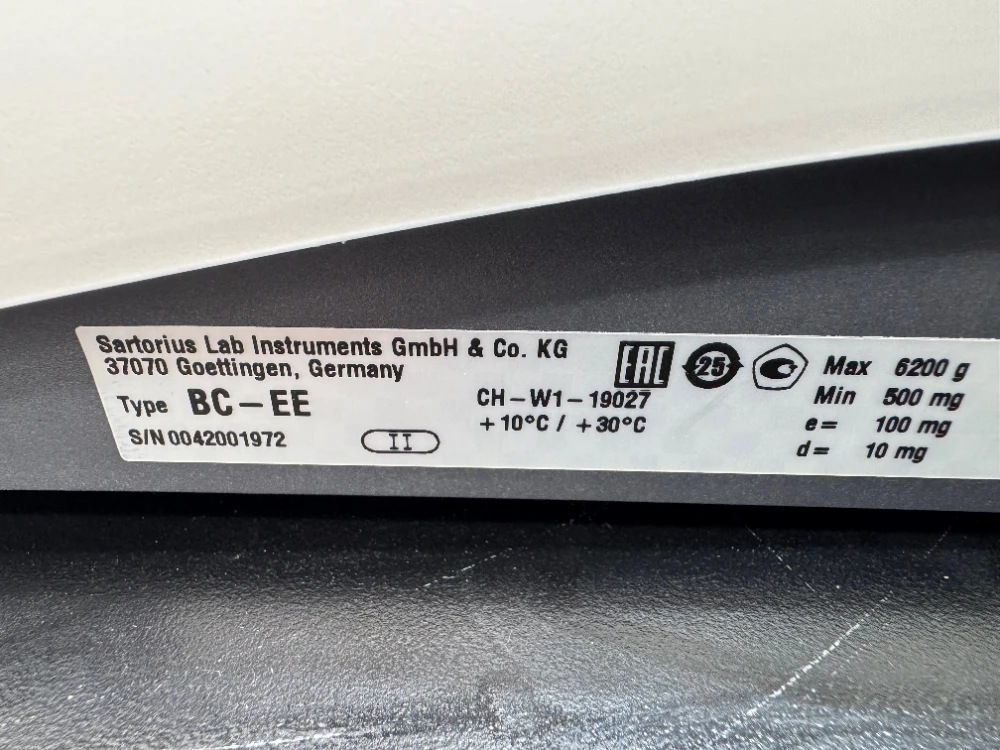 Sartorius Lab Instruments GmbH & Co. KG
37070 Goettingen, Germany
Type BC-EE
S/N 0042001972
II
EAC
25
CH-W1-19027
+10°C / +30°C
Max 6200 g
Min 500 mg
e= 100 mg
d= 10 mg